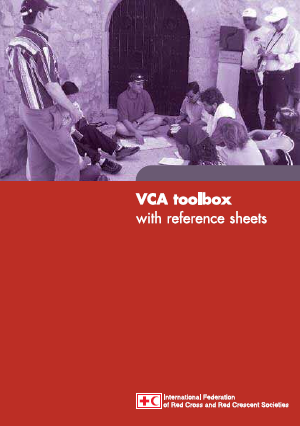 VCA toolbox
with reference sheets
International Federation
of Red Cross and Red Crescent Societies